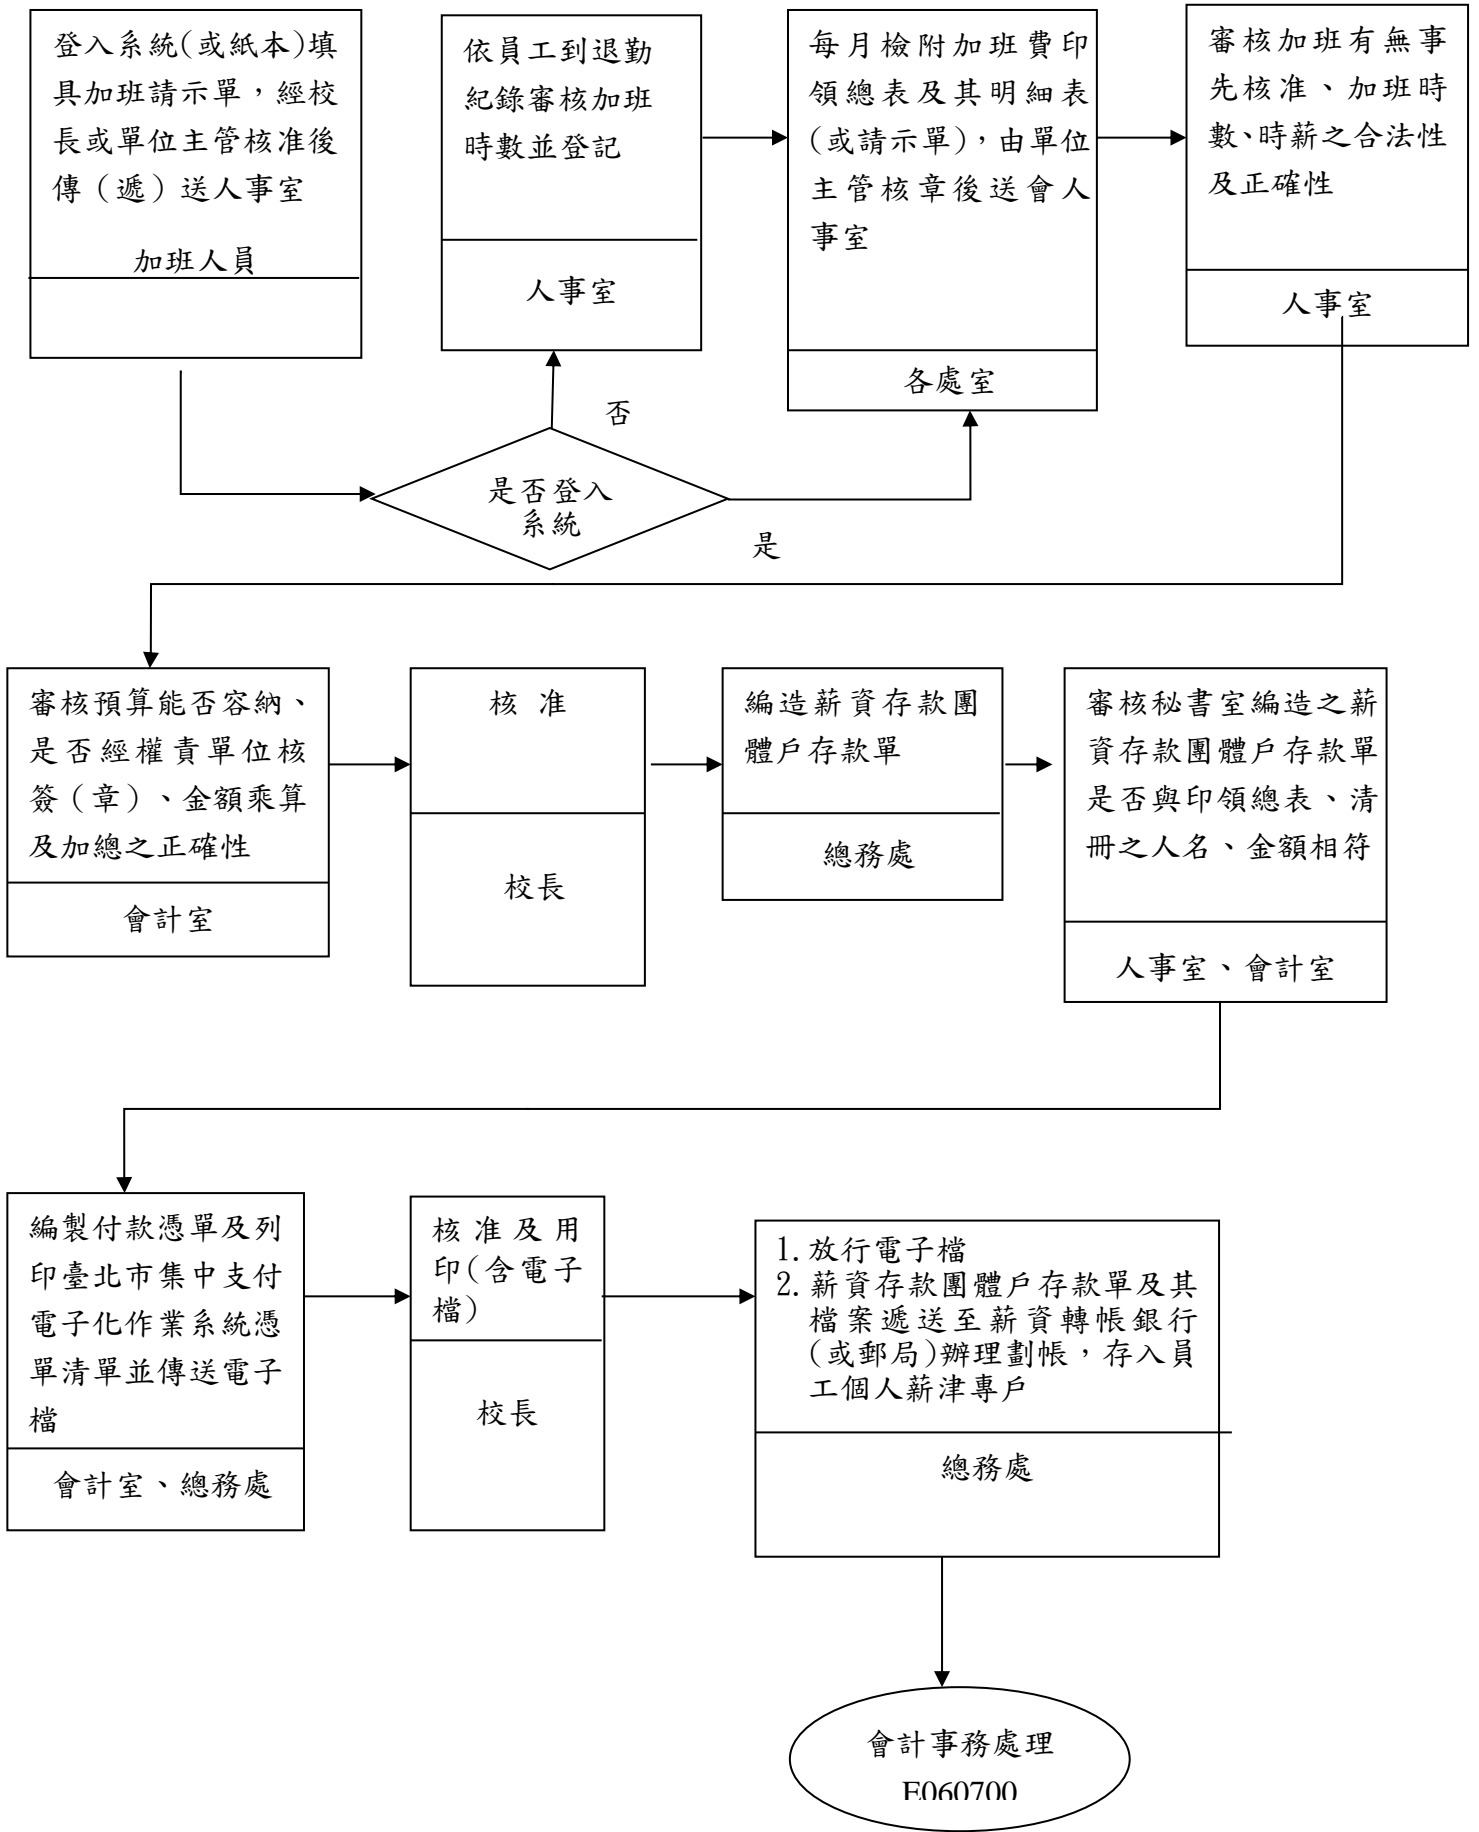 登入系統(或紙本)填
具加班請示單，經校
長或單位主管核准後
傳（遞）送人事室
加班人員
依員工到退勤
紀錄審核加班
時數並登記
人事室
每月檢附加班費印
領總表及其明細表
(或請示單)，由單位
主管核章後送會人
事室
各處室
審核加班有無事
先核准、加班時
數、時薪之合法性
及正確性
人事室
否
是否登入
系統
是
審核預算能否容納、
是否經權責單位核
簽（章）、金額乘算
及加總之正確性
會計室
核 准
校長
編造薪資存款團
體戶存款單
總務處
審核秘書室編造之薪
資存款團體戶存款單
是否與印領總表、清
冊之人名、金額相符
人事室、會計室
編製付款憑單及列
印臺北市集中支付
電子化作業系統憑
單清單並傳送電子
檔
會計室、總務處
核准及用
印(含電子
檔)
校長
1.放行電子檔
2.薪資存款團體戶存款單及其
檔案遞送至薪資轉帳銀行
(或郵局)辦理劃帳，存入員
工個人薪津專戶
總務處
會計事務處理
E060700